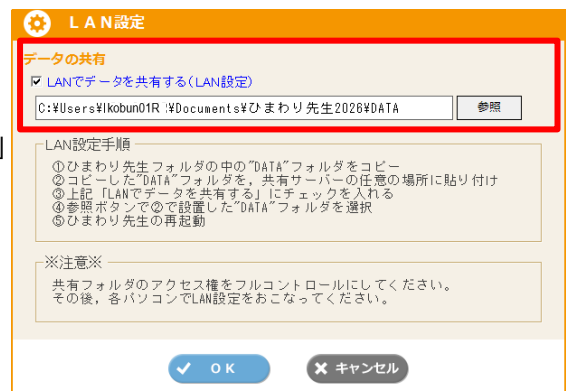 LAN設定
データの共有
LANでデータを共有する(LAN設定)
C:¥Users¥Ikobun01R ¥Documents¥ひまわり先生2026¥DATA 参照
LAN設定手順
①ひまわり先生フォルダの中の"DATA"フォルダをコピー
②コピーした"DATA"フォルダを,共有サーバーの任意の場所に貼り付け
③上記「LANでデータを共有する」にチェックを入れる
④参照ボタンで②で設置した"DATA"フォルダを選択
⑤ひまわり先生の再起動
※注意※
共有フォルダのアクセス権をフルコントロールにしてください。
その後,各パソコンでLAN設定をおこなってください。
OK キャンセル